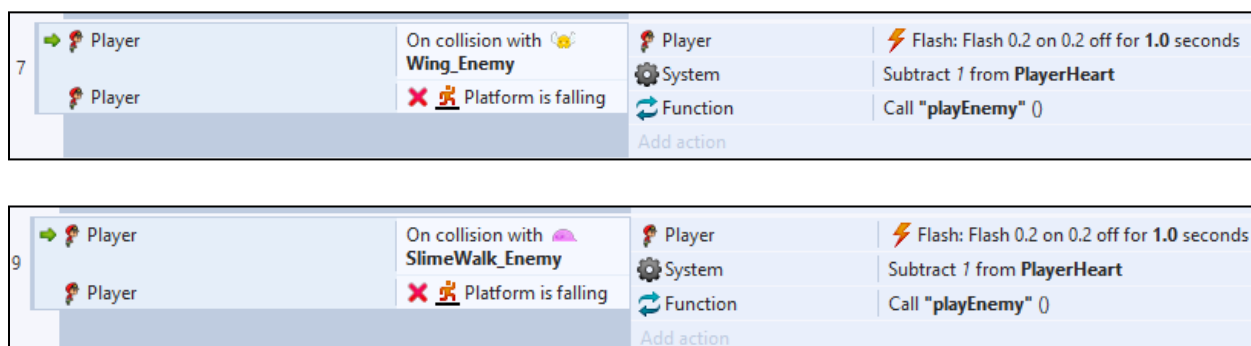 7
Player
On collision with
Wing_Enemy
Player
Platform is falling
Player
Flash: Flash 0.2 on 0.2 off for 1.0 seconds
System
Subtract 1 from PlayerHeart
Function
Call "playEnemy" ()
Add action
9
Player
On collision with
SlimeWalk_Enemy
Player
Platform is falling
Player
Flash: Flash 0.2 on 0.2 off for 1.0 seconds
System
Subtract 1 from PlayerHeart
Function
Call "playEnemy" ()
Add action